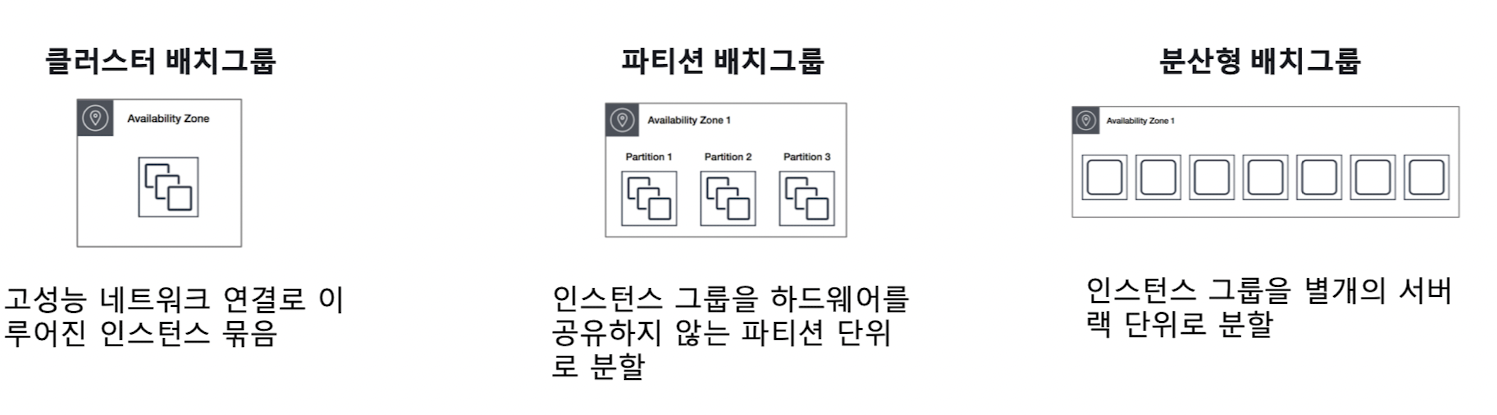 클러스터 배치그룹
Availability Zone
고성능 네트워크 연결로 이
루어진 인스턴스 묶음
파티션 배치그룹
Availability Zone 1
Partition 1
Partition 2
Partition 3
인스턴스 그룹을 하드웨어를
공유하지 않는 파티션 단위
로 분할
분산형 배치그룹
Availability Zone 1
인스턴스 그룹을 별개의 서버
랙 단위로 분할